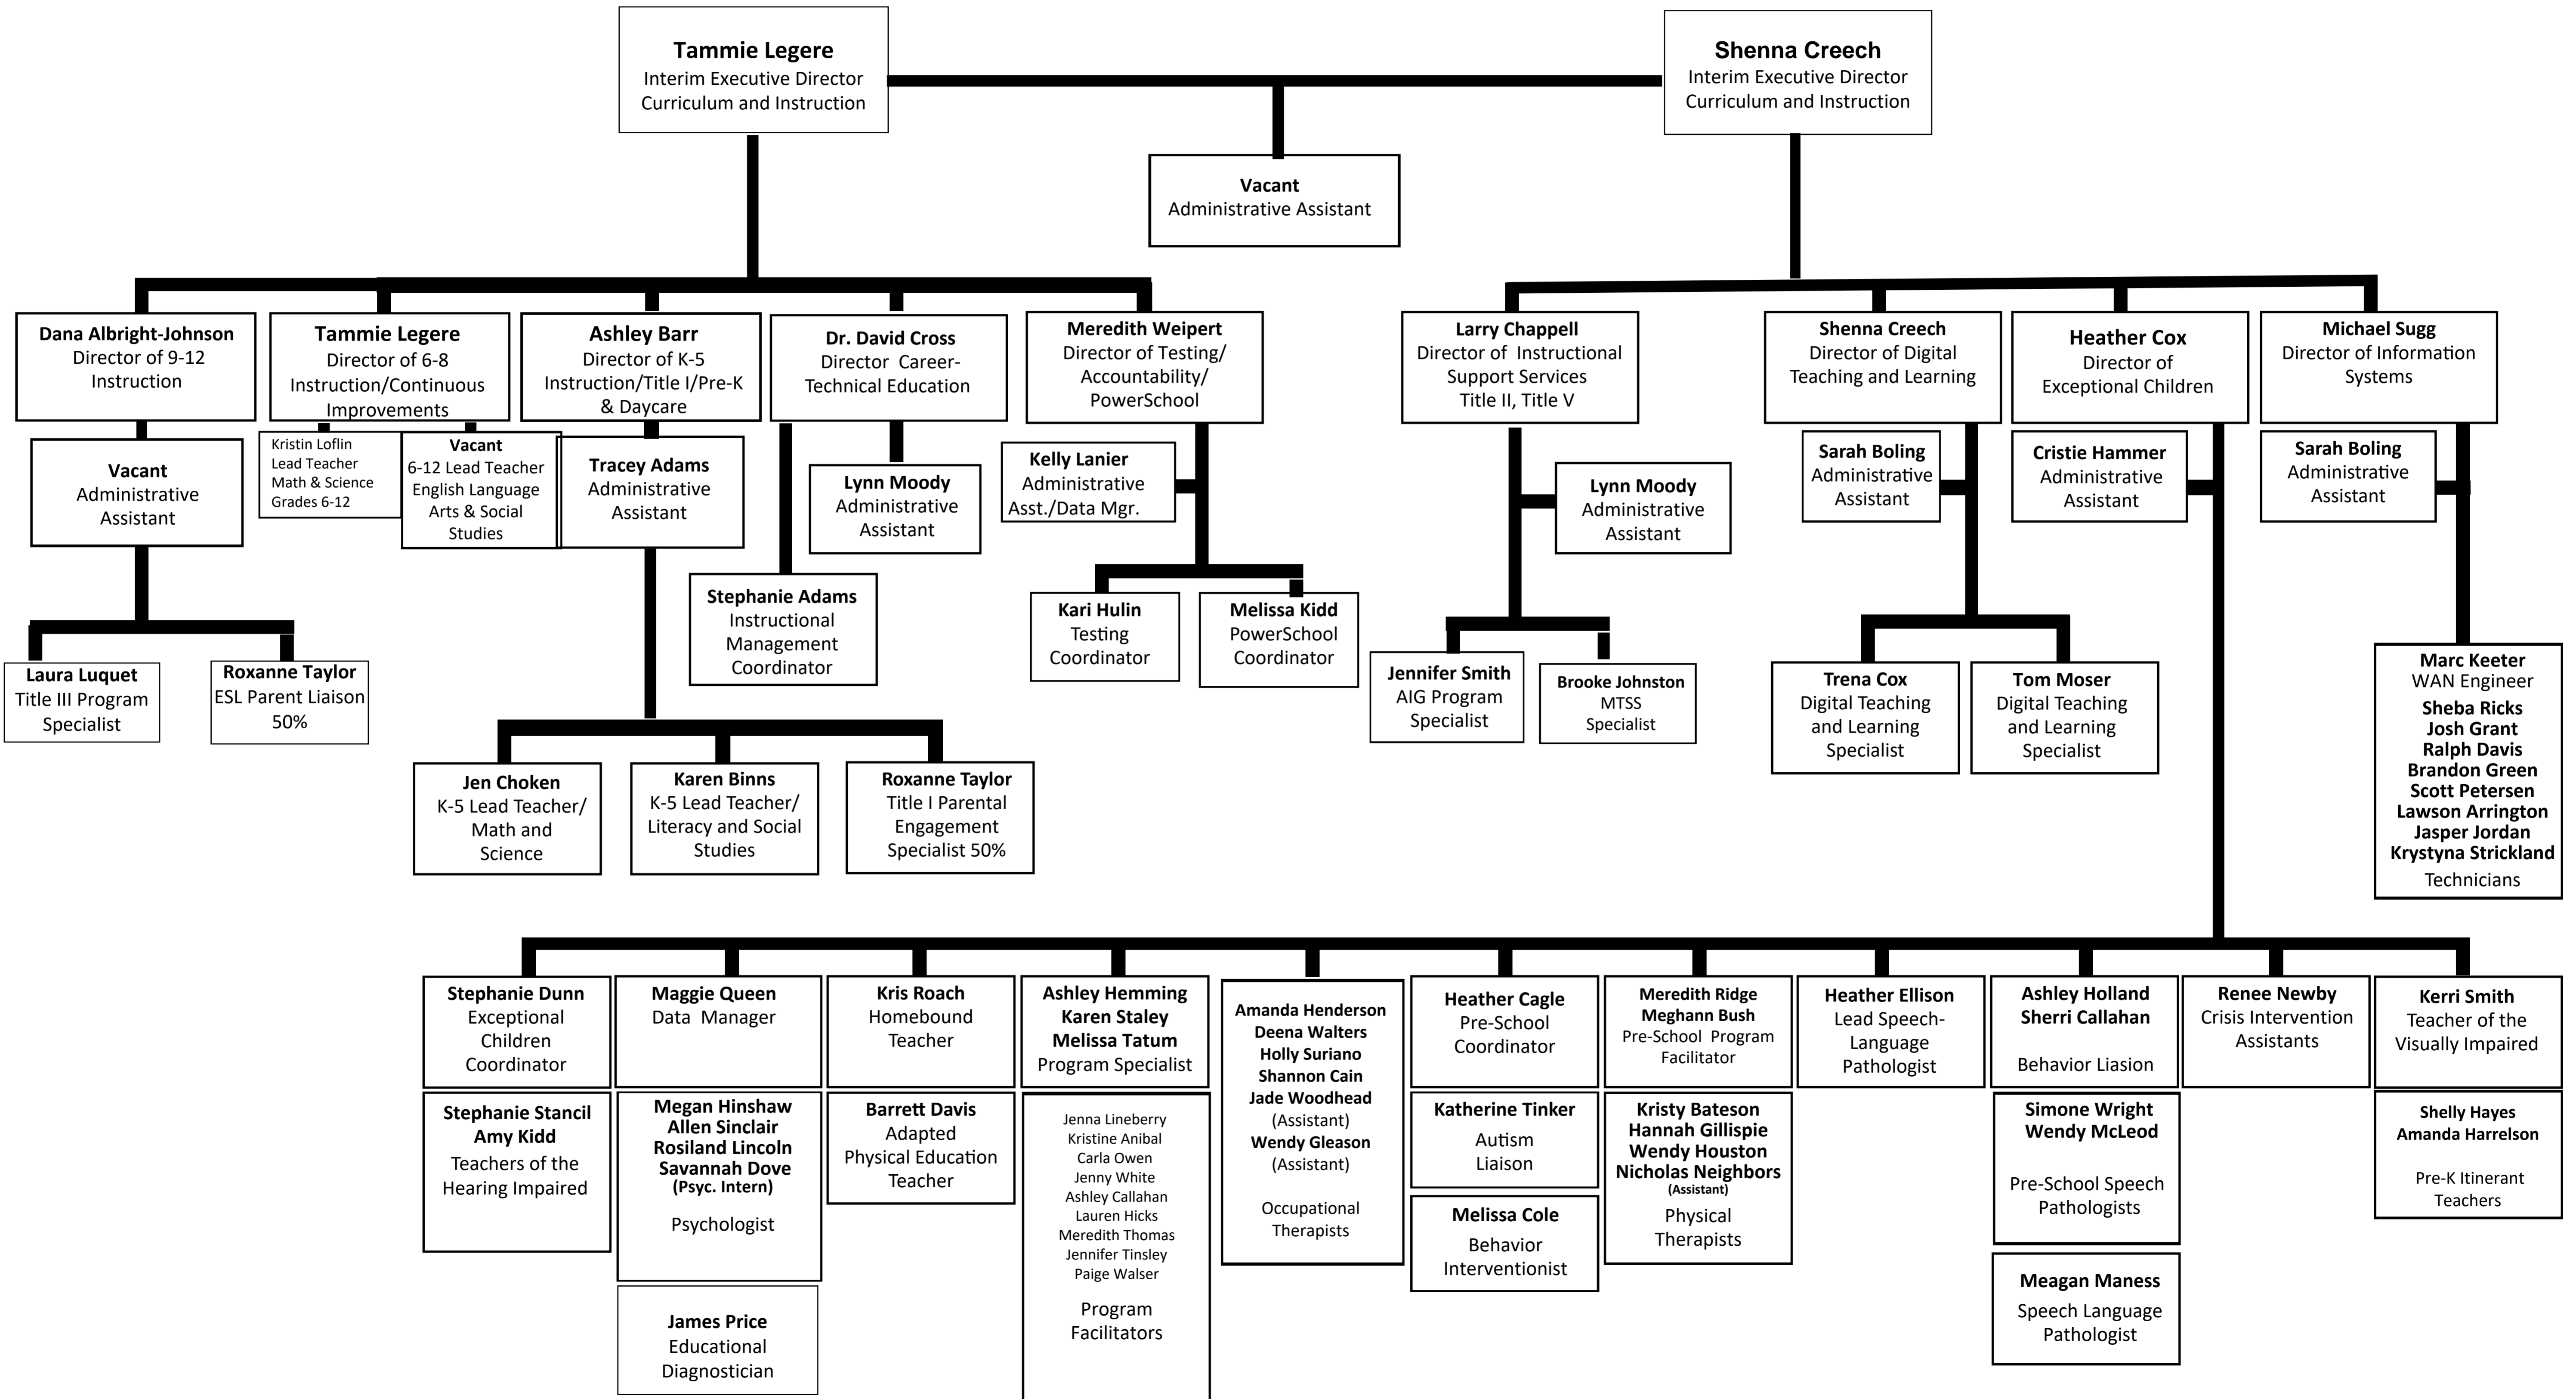 Tammie Legere
Interim Executive Director
Curriculum and Instruction
Shenna Creech
Interim Executive Director
Curriculum and Instruction
Vacant
Administrative Assistant
Dana Albright-Johnson
Director of 9-12
Instruction
Tammie Legere
Director of 6-8
Instruction/Continuous
Improvements
Ashley Barr
Director of K-5
Instruction/Title I/Pre-K
& Daycare
Dr. David Cross
Director  Career-
Technical Education
Meredith Weipert
Director of Testing/
Accountability/
PowerSchool
Larry Chappell
Director of  Instructional
Support Services
Title II, Title V
Shenna Creech
Director of Digital
Teaching and Learning
Heather Cox
Director of
Exceptional Children
Michael Sugg
Director of Information
Systems
Vacant
Administrative
Assistant
Kristin Loflin
Lead Teacher
Math & Science
Grades 6-12
Vacant
6-12 Lead Teacher
English Language
Arts & Social
Studies
Tracey Adams
Administrative
Assistant
Lynn Moody
Administrative
Assistant
Kelly Lanier
Administrative
Asst./Data Mgr.
Lynn Moody
Administrative
Assistant
Sarah Boling
Administrative
Assistant
Cristie Hammer
Administrative
Assistant
Sarah Boling
Administrative
Assistant
Stephanie Adams
Instructional
Management
Coordinator
Kari Hulin
Testing
Coordinator
Melissa Kidd
PowerSchool
Coordinator
Laura Luquet
Title III Program
Specialist
Roxanne Taylor
ESL Parent Liaison
50%
Jennifer Smith
AIG Program
Specialist
Brooke Johnston
MTSS
Specialist
Trena Cox
Digital Teaching
and Learning
Specialist
Tom Moser
Digital Teaching
and Learning
Specialist
Marc Keeter
WAN Engineer
Sheba Ricks
Josh Grant
Ralph Davis
Brandon Green
Scott Petersen
Lawson Arrington
Jasper Jordan
Krystyna Strickland
Technicians
Jen Choken
K-5 Lead Teacher/
Math and
Science
Karen Binns
K-5 Lead Teacher/
Literacy and Social
Studies
Roxanne Taylor
Title I Parental
Engagement
Specialist 50%
Stephanie Dunn
Exceptional
Children
Coordinator
Maggie Queen
Data  Manager
Kris Roach
Homebound
Teacher
Ashley Hemming
Karen Staley
Melissa Tatum
Program Specialist
Amanda Henderson
Deena Walters
Holly Suriano
Shannon Cain
Jade Woodhead
(Assistant)
Wendy Gleason
(Assistant)
Occupational
Therapists
Heather Cagle
Pre-School
Coordinator
Meredith Ridge
Meghann Bush
Pre-School  Program
Facilitator
Heather Ellison
Lead Speech-
Language
Pathologist
Ashley Holland
Sherri Callahan
Behavior Liasion
Renee Newby
Crisis Intervention
Assistants
Kerri Smith
Teacher of the
Visually Impaired
Stephanie Stancil
Amy Kidd
Teachers of the
Hearing Impaired
Megan Hinshaw
Allen Sinclair
Rosiland Lincoln
Savannah Dove
(Psyc. Intern)
Psychologist
Barrett Davis
Adapted
Physical Education
Teacher
Jenna Lineberry
Kristine Anibal
Carla Owen
Jenny White
Ashley Callahan
Lauren Hicks
Meredith Thomas
Jennifer Tinsley
Paige Walser
Program
Facilitators
Katherine Tinker
Autism
Liaison
Kristy Bateson
Hannah Gillispie
Wendy Houston
Nicholas Neighbors
(Assistant)
Physical
Therapists
Simone Wright
Wendy McLeod
Pre-School Speech
Pathologists
Shelly Hayes
Amanda Harrelson
Pre-K Itinerant
Teachers
Melissa Cole
Behavior
Interventionist
James Price
Educational
Diagnostician
Meagan Maness
Speech Language
Pathologist